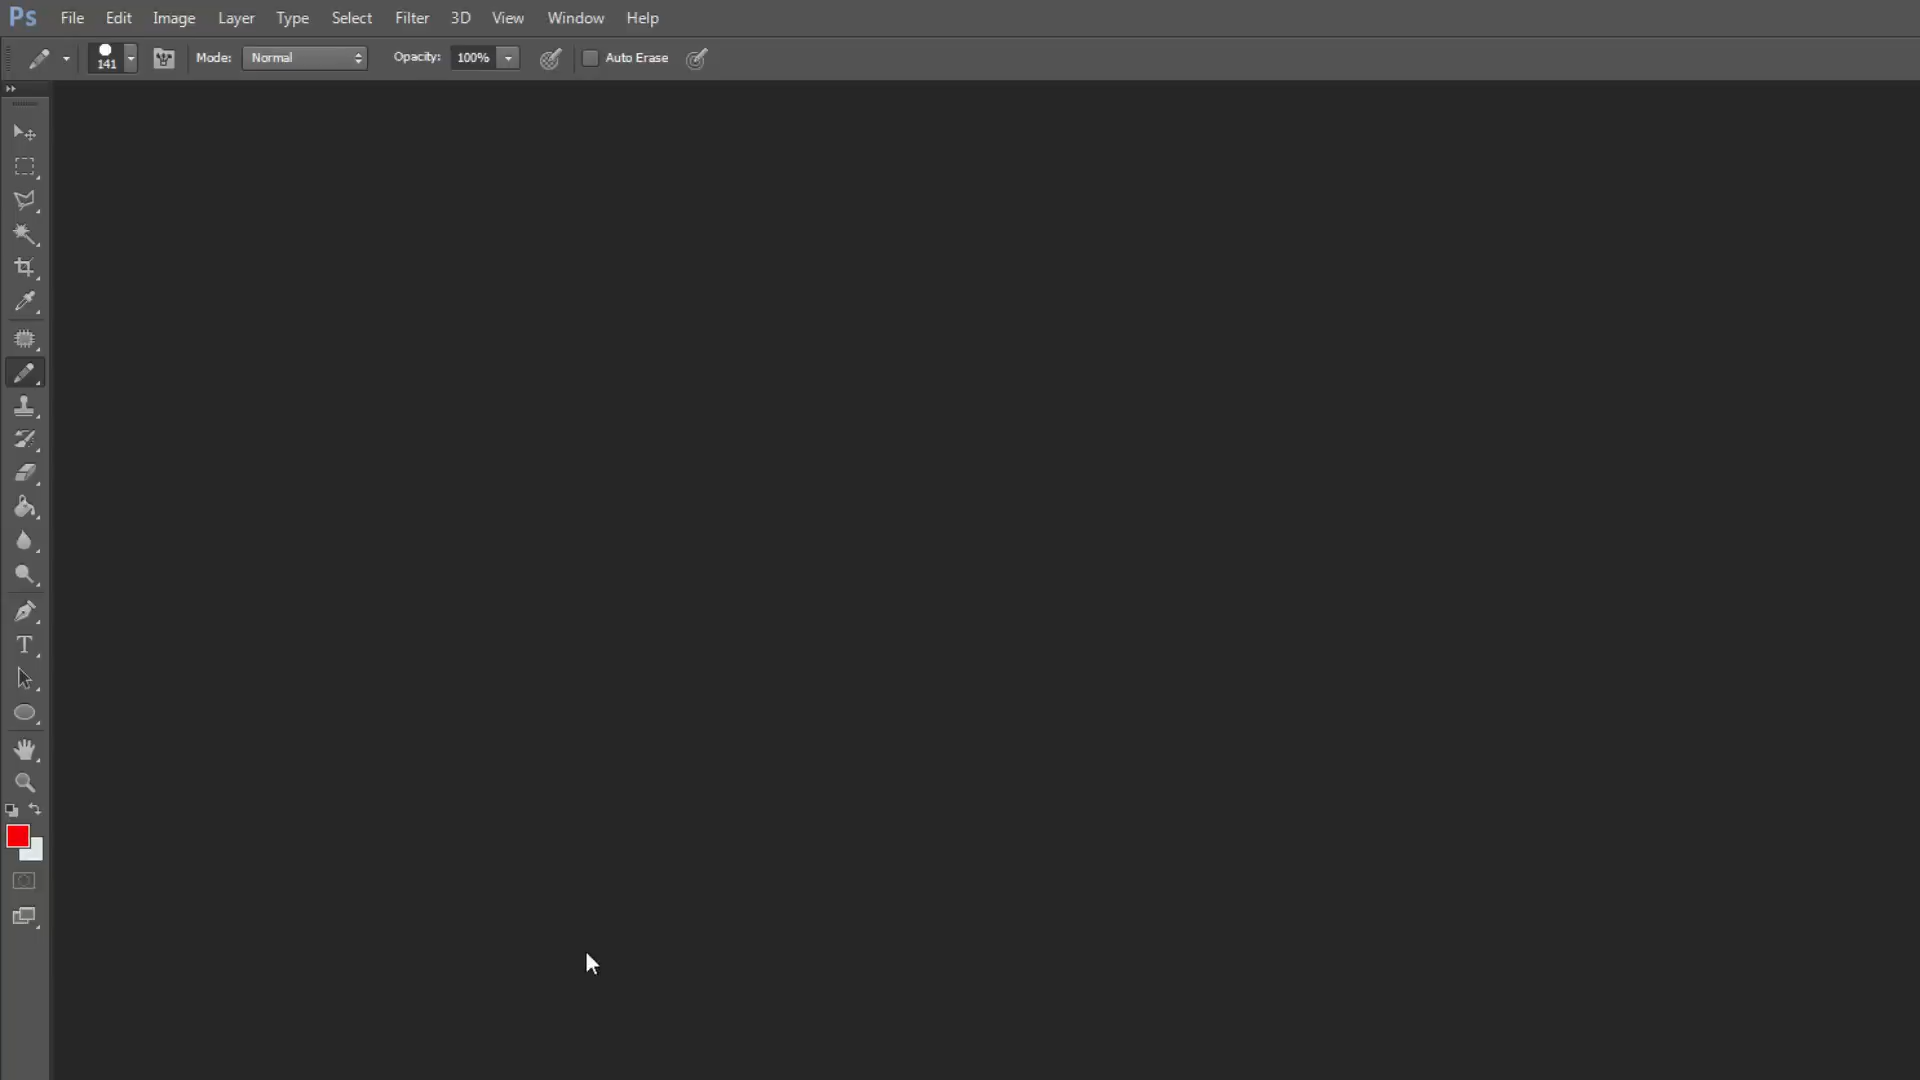 Ps File Edit Image Layer Type Select Filter 3D View Window Help
141 Mode: Normal Opacity: 100% Auto Erase
T